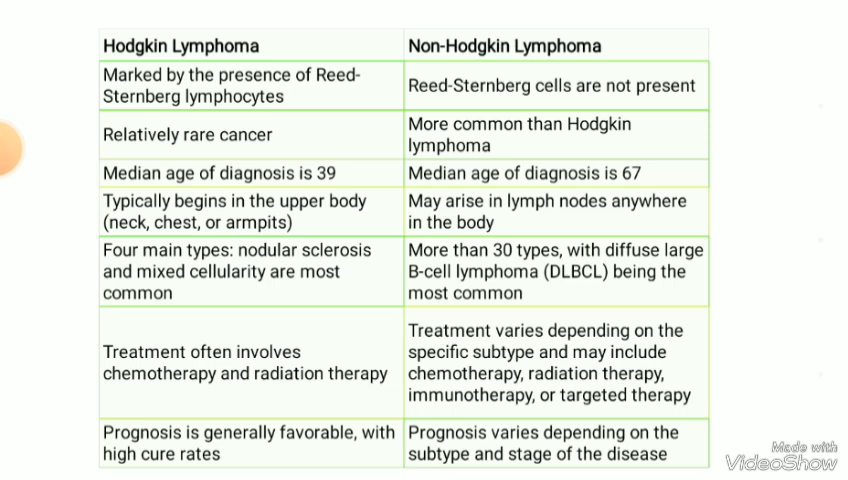 Hodgkin Lymphoma
Non-Hodgkin Lymphoma
Marked by the presence of Reed-
Sternberg lymphocytes
Reed-Sternberg cells are not present
Relatively rare cancer
More common than Hodgkin
lymphoma
Median age of diagnosis is 39
Median age of diagnosis is 67
Typically begins in the upper body
(neck, chest, or armpits)
May arise in lymph nodes anywhere
in the body
Four main types: nodular sclerosis
and mixed cellularity are most
common
More than 30 types, with diffuse large
B-cell lymphoma (DLBCL) being the
most common
Treatment often involves
chemotherapy and radiation therapy
Treatment varies depending on the
specific subtype and may include
chemotherapy, radiation therapy,
immunotherapy, or targeted therapy
Prognosis is generally favorable, with
high cure rates
Prognosis varies depending on the
subtype and stage of the disease
Made with
VideoShow